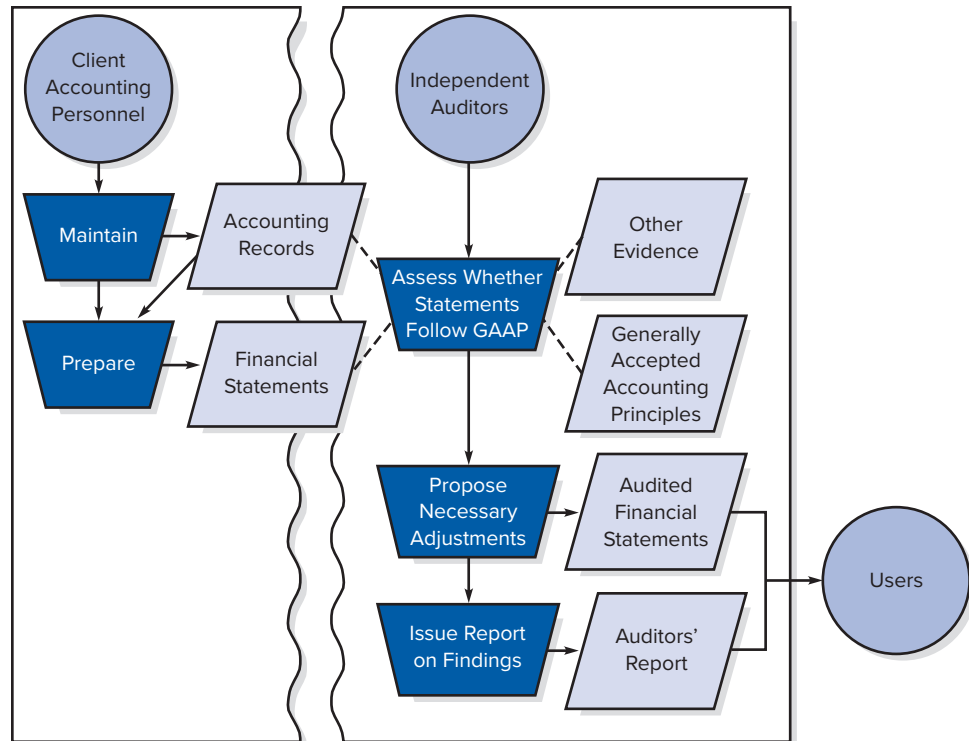 Client
Accounting
Personnel
Maintain
Accounting
Records
Prepare
Financial
Statements
Independent
Auditors
Assess Whether
Statements
Follow GAAP
Other
Evidence
Generally
Accepted
Accounting
Principles
Propose
Necessary
Adjustments
Audited
Financial
Statements
Issue Report
on Findings
Auditors’
Report
Users